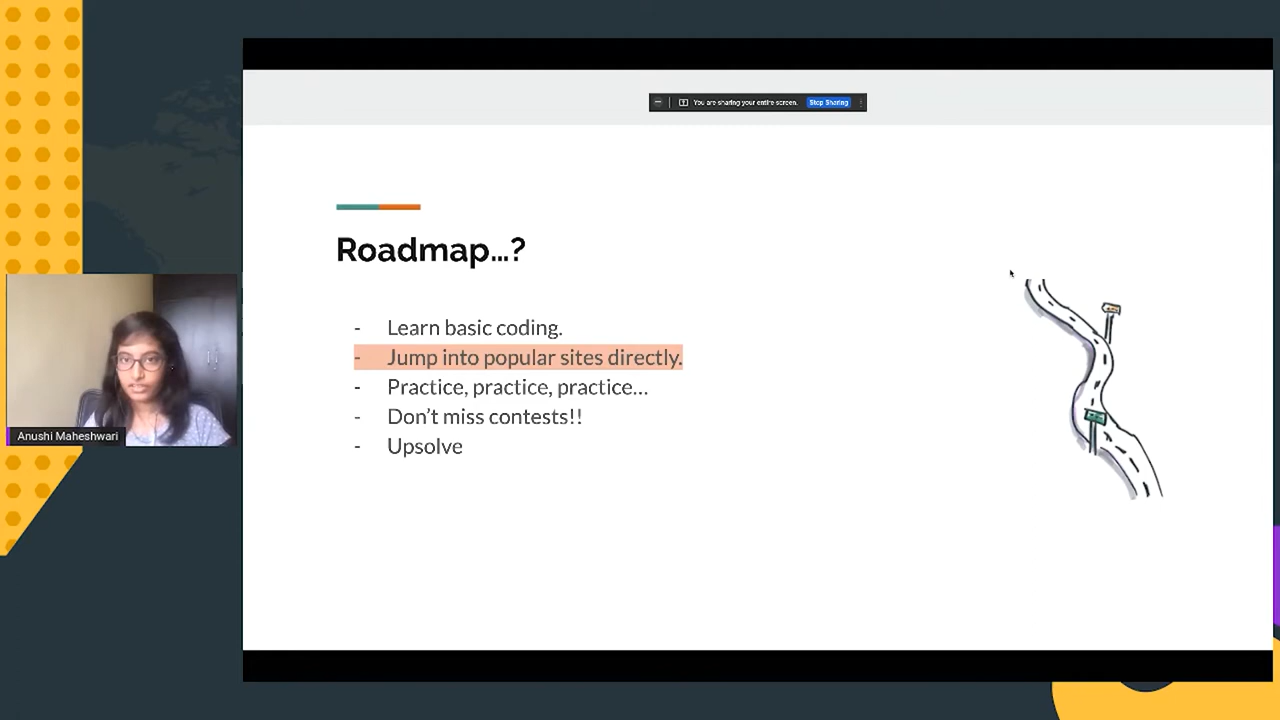 You are sharing your entire screen. Stop Sharing
Roadmap...?
- Learn basic coding.
- Jump into popular sites directly.
- Practice, practice, practice...
- Don't miss contests!!
- Upsolve
Anushi Maheshwari